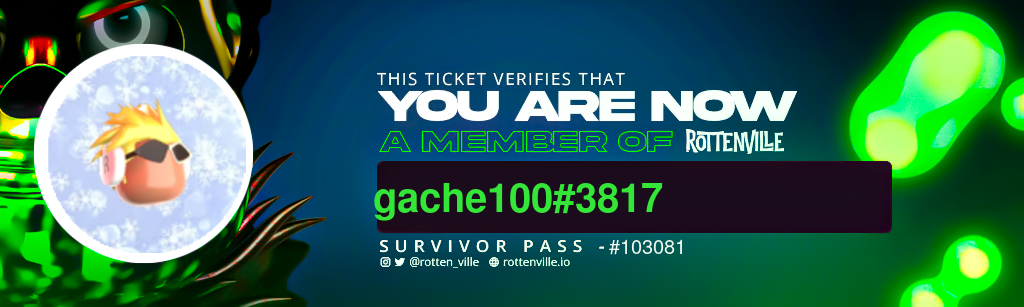 THIS TICKET VERIFIES THAT
YOU ARE NOW
A MEMBER OF ROTTENVILLE
gache100#3817
SURVIVOR PASS - #103081
@rotten_ville rottenville.io